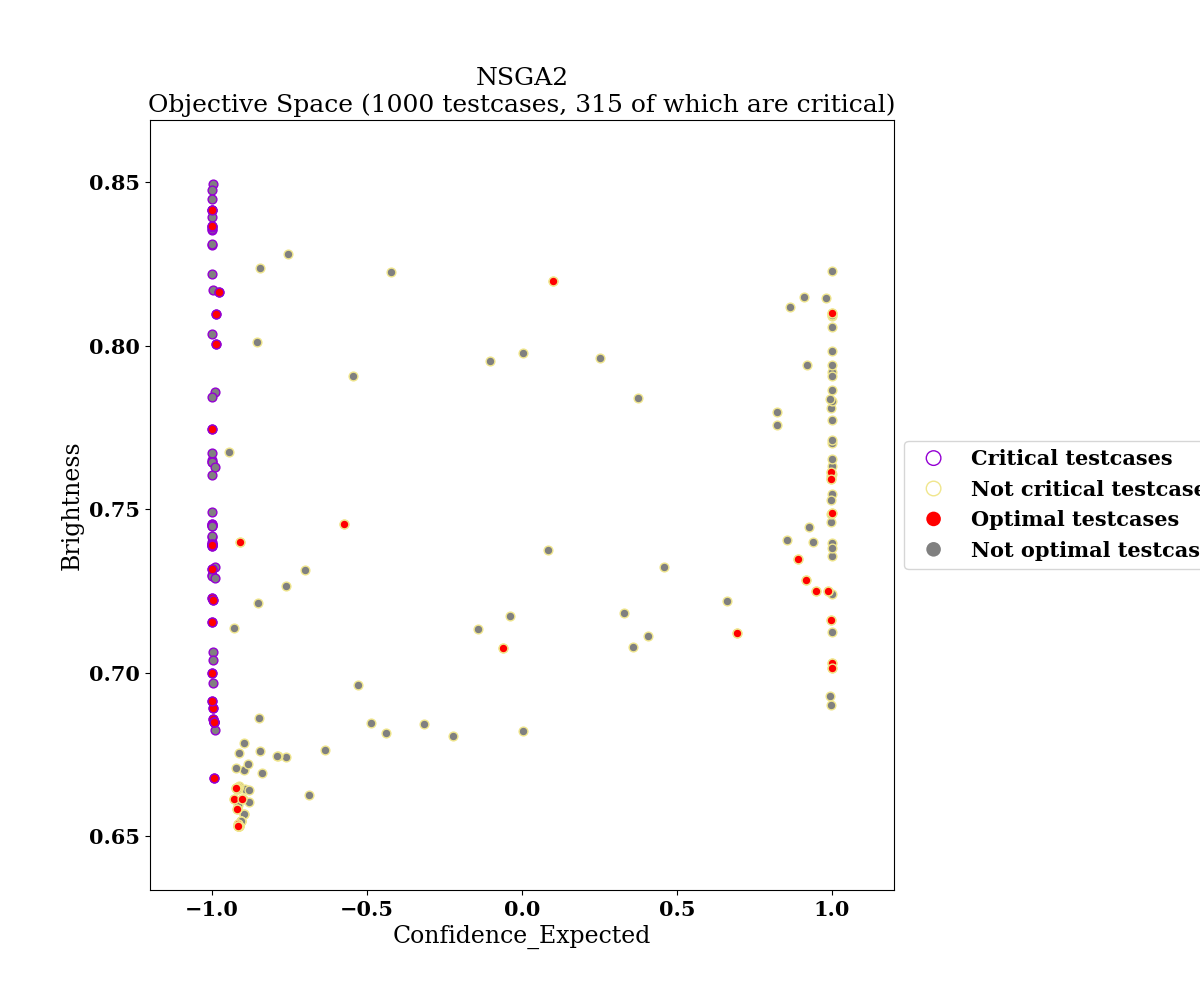 NSGA2
Objective Space (1000 testcases, 315 of which are critical)
0.85
0.80
0.75
0.70
0.65
Brightness
−1.0
−0.5
0.0
0.5
1.0
Confidence_Expected
Critical testcases
Not critical testcase
Optimal testcases
Not optimal testcas